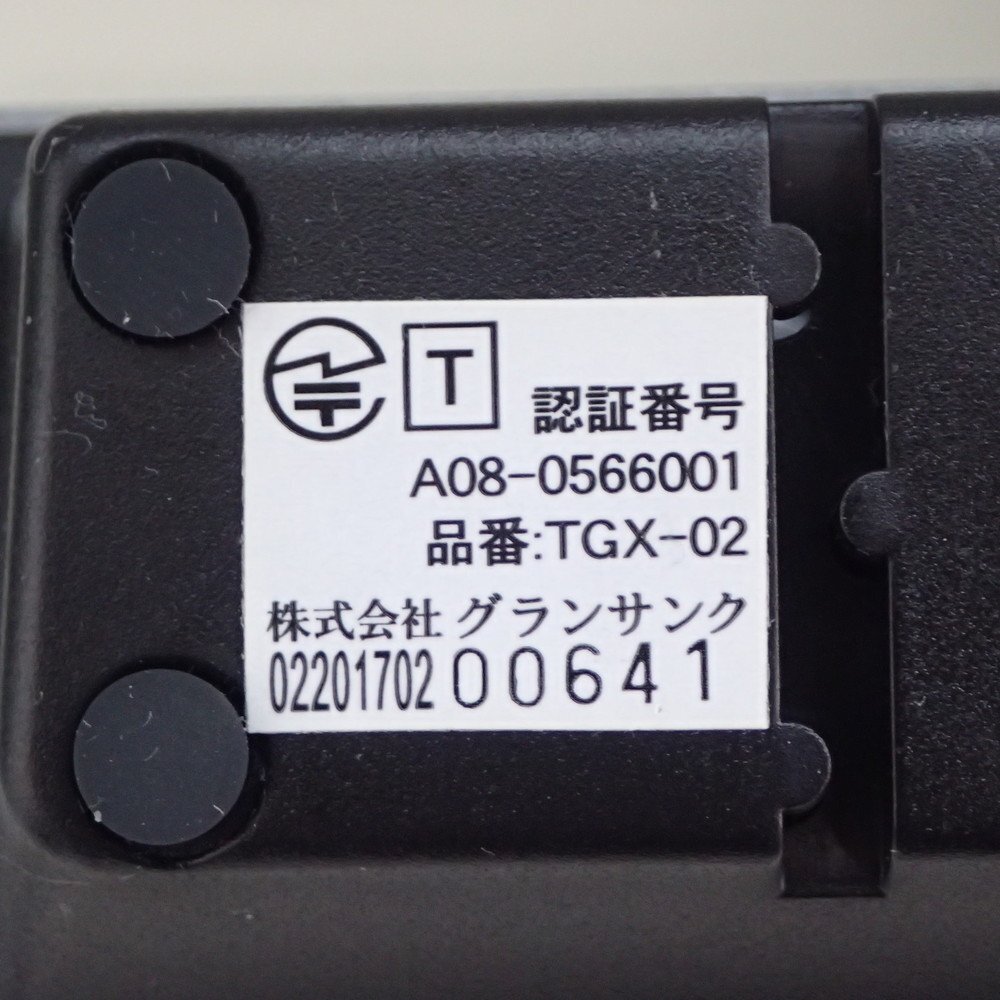 T 認証番号
A08-0566001
品番:TGX-02
株式会社 グランサンク
02201702 00641